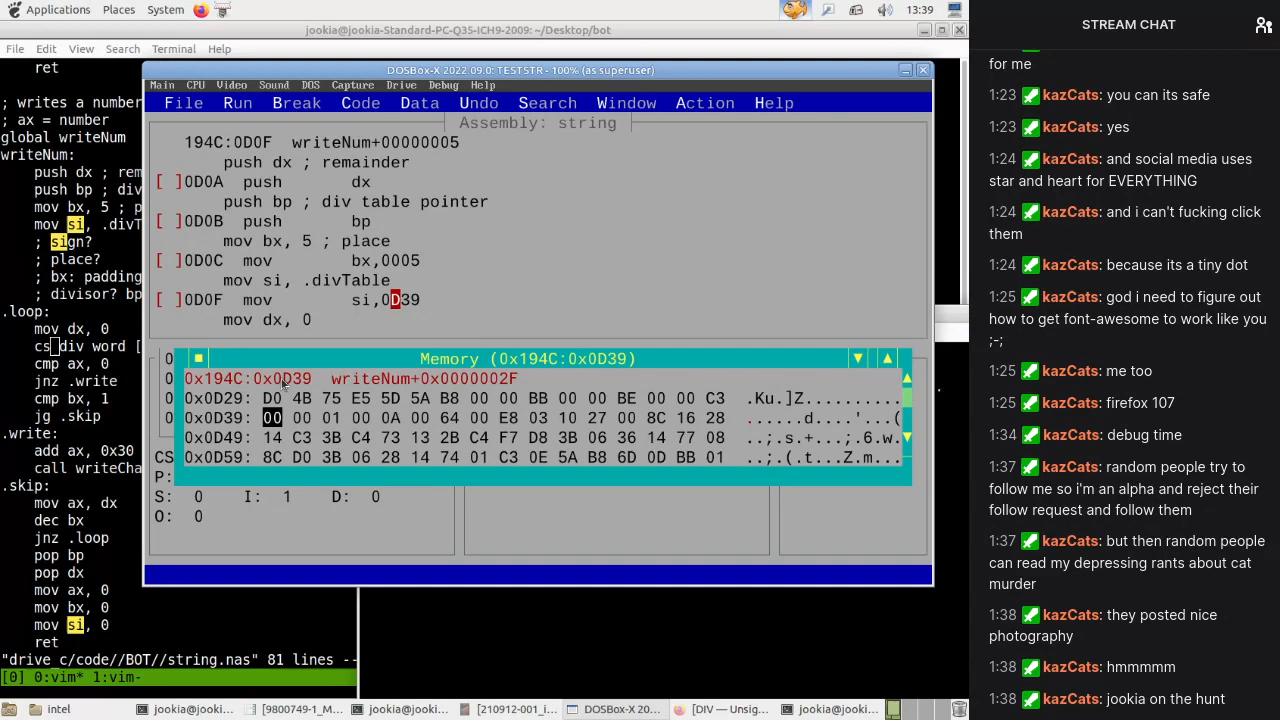 Applications Places System 13:39
jookia@jookia-Standard-PC-Q35-ICH9-2009: ~/Desktop/bot
File Edit View Search Terminal Help
ret
; writes a number
; ax = number
global writeNum
writeNum:
push dx ; rem
push bp ; div
mov bx, 5 ; p
mov si, .divT
; sign?
; place?
; bx: padding
; divisor? bp
.loop:
mov dx, 0
cs div word [
cmp ax, 0
jnz .write
cmp bx, 1
jg .skip
.write:
add ax, 0x30
call writeCha
.skip:
mov ax, dx
dec bx
jnz .loop
pop bp
pop dx
mov ax, 0
mov bx, 0
mov si, 0
ret
"drive_c/code//BOT//string.nas" 81 lines --
[0] 0:vim* 1:vim-
DOSBox-X 2022.09.0: TESTSTR - 100% (as superuser)
Main CPU Video Sound DOS Capture Drive Debug Help
File Run Break Code Data Undo Search Window Action Help
Assembly: string
194C:0D0F writeNum+00000005
push dx ; remainder
[ ]0D0A push dx
push bp ; div table pointer
[ ]0D0B push bp
mov bx, 5 ; place
[ ]0D0C mov bx,0005
mov si, .divTable
[ ]0D0F mov si,0D39
mov dx, 0
Memory (0x194C:0x0D39)
0x194C:0x0D39 writeNum+0x0000002F
0x0D29: D0 4B 75 E5 5D 5A B8 00 00 BB 00 00 BE 00 00 C3 .Ku.]Z..........
0x0D39: 00 00 01 00 0A 00 64 00 E8 03 10 27 00 8C 16 28 ......d....'...(
0x0D49: 14 C3 3B C4 73 13 2B C4 F7 D8 3B 06 36 14 77 08 ..;.s.+...;.6.w.
0x0D59: 8C D0 3B 06 28 14 74 01 C3 0E 5A B8 6D 0D BB 01 ..;.(.t...Z.m...
CS
P:
S: 0 I: 1 D: 0
O: 0
intel jookia@jooki... [9800749-1_M... jookia@jooki... [210912-001_i... DOSBox-X 20... [DIV — Unsig... jookia@jooki...
STREAM CHAT
for me
1:23 kazCats: you can its safe
1:23 kazCats: yes
1:24 kazCats: and social media uses
star and heart for EVERYTHING
1:24 kazCats: and i can't fucking click
them
1:24 kazCats: because its a tiny dot
1:25 kazCats: god i need to figure out
how to get font-awesome to work like you
;-;
1:25 kazCats: me too
1:25 kazCats: firefox 107
1:34 kazCats: debug time
1:37 kazCats: random people try to
follow me so i'm an alpha and reject their
follow request and follow them
1:37 kazCats: but then random people
can read my depressing rants about cat
murder
1:38 kazCats: they posted nice
photography
1:38 kazCats: hmmmmm
1:38 kazCats: jookia on the hunt